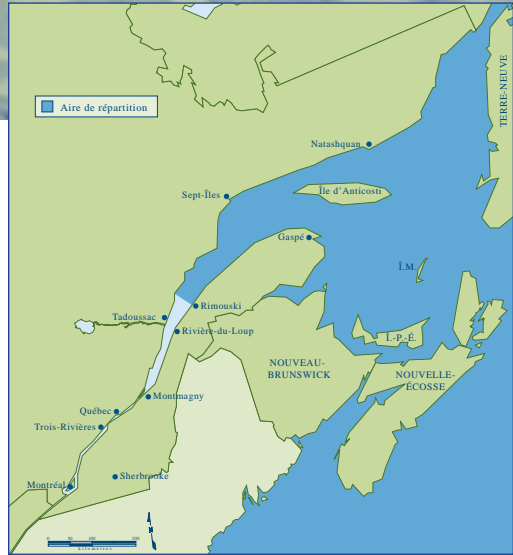 Aire de répartition
TERRE-NEUVE
Natashquan
Sept-Îles
Île d'Anticosti
Gaspé
Î.M.
Rimouski
Tadoussac
Rivière-du-Loup
Î.-P.-É.
NOUVEAU-
BRUNSWICK
NOUVELLE-
ÉCOSSE
Montmagny
Québec
Trois-Rivières
Sherbrooke
Montréal
0 50 100 200
kilomètres